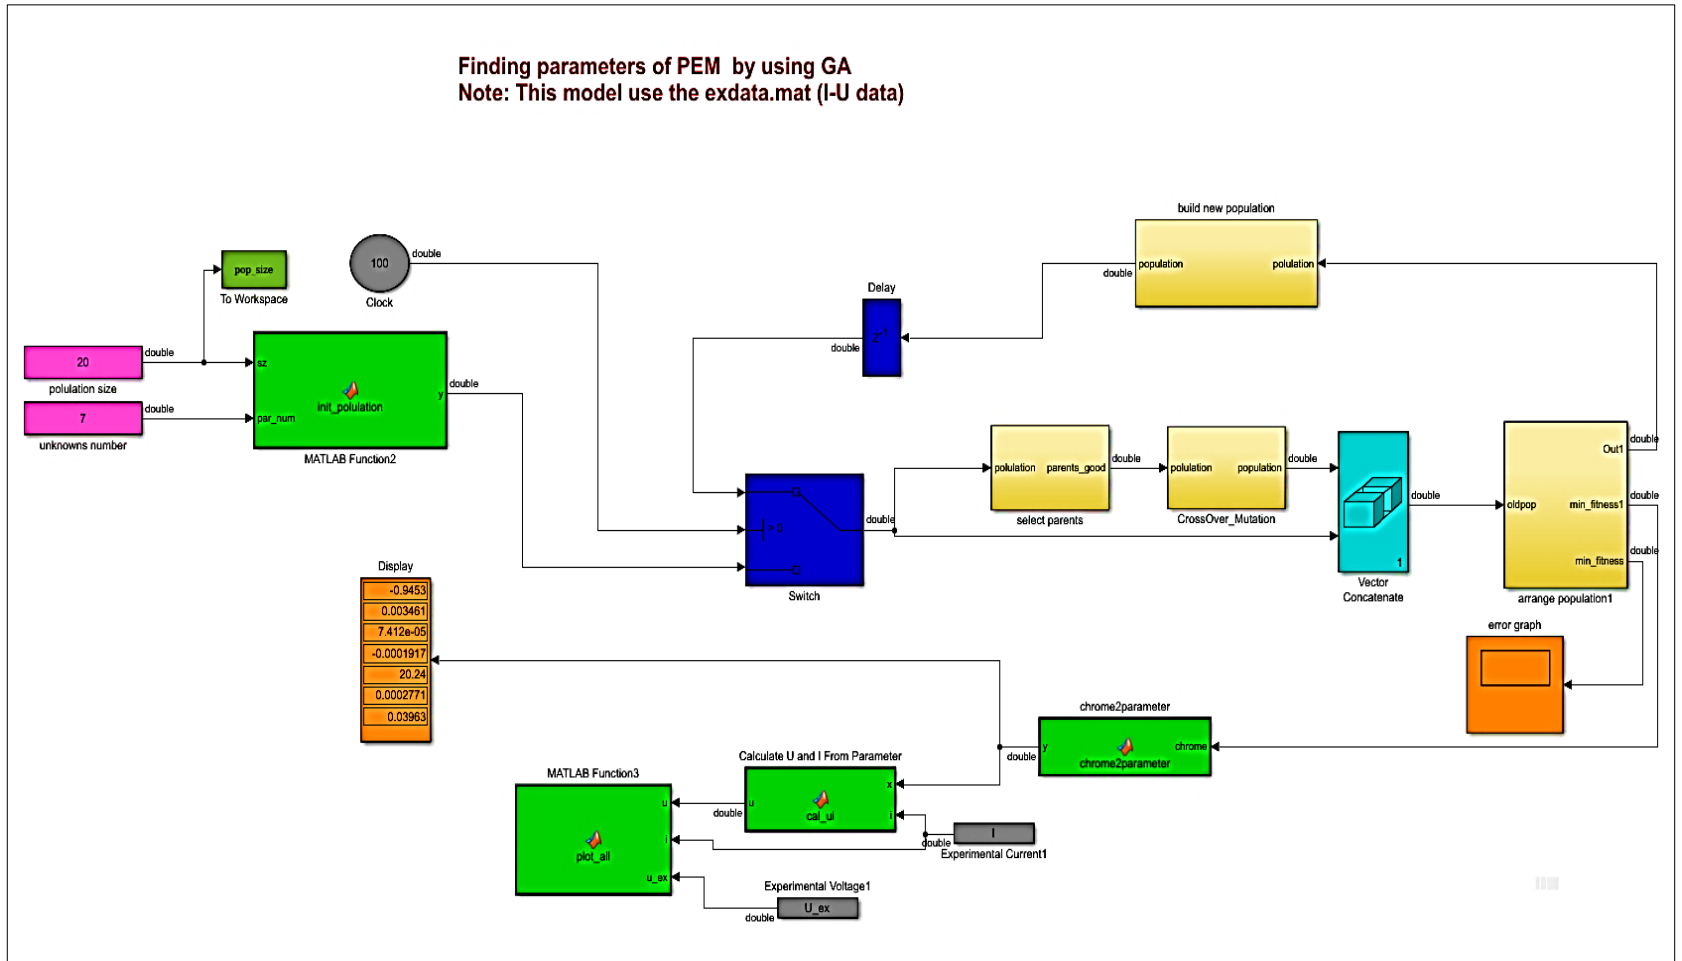 Finding parameters of PEM by using GA
Note: This model use the exdata.mat (I-U data)
build new population
population
polulation
double
pop_size
To Workspace
100
double
Clock
Delay
z-1
double
20
double
polulation size
7
double
unknowns number
sz
par_num
init_polulation
y
double
MATLAB Function2
> 0
double
Switch
polulation
parents_good
double
select parents
polulation
population
double
CrossOver_Mutation
1
double
Vector
Concatenate
oldpop
Out1
double
min_fitness1
double
min_fitness
double
arrange population1
error graph
Display
-0.9453
0.003461
7.412e-05
-0.0001917
20.24
0.0002771
0.03963
chrome2parameter
y
chrome
chrome2parameter
double
Calculate U and I From Parameter
x
u
i
cal_ui
double
MATLAB Function3
u
i
u_ex
plot_all
I
double
Experimental Current1
Experimental Voltage1
U_ex
double